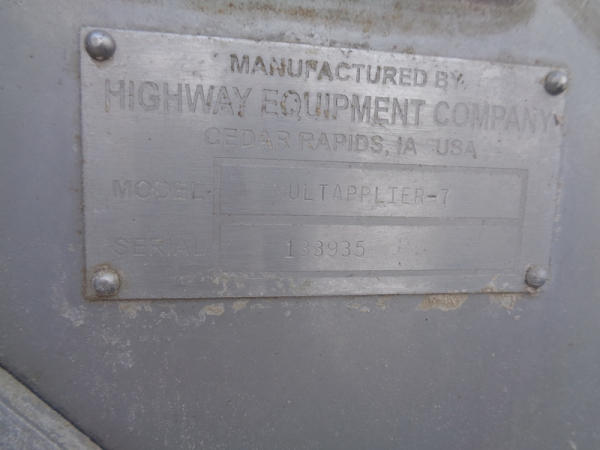 MANUFACTURED BY
HIGHWAY EQUIPMENT COMPANY
CEDAR RAPIDS, IA USA
MODEL ULTAPPLIER-7
SERIAL 133935